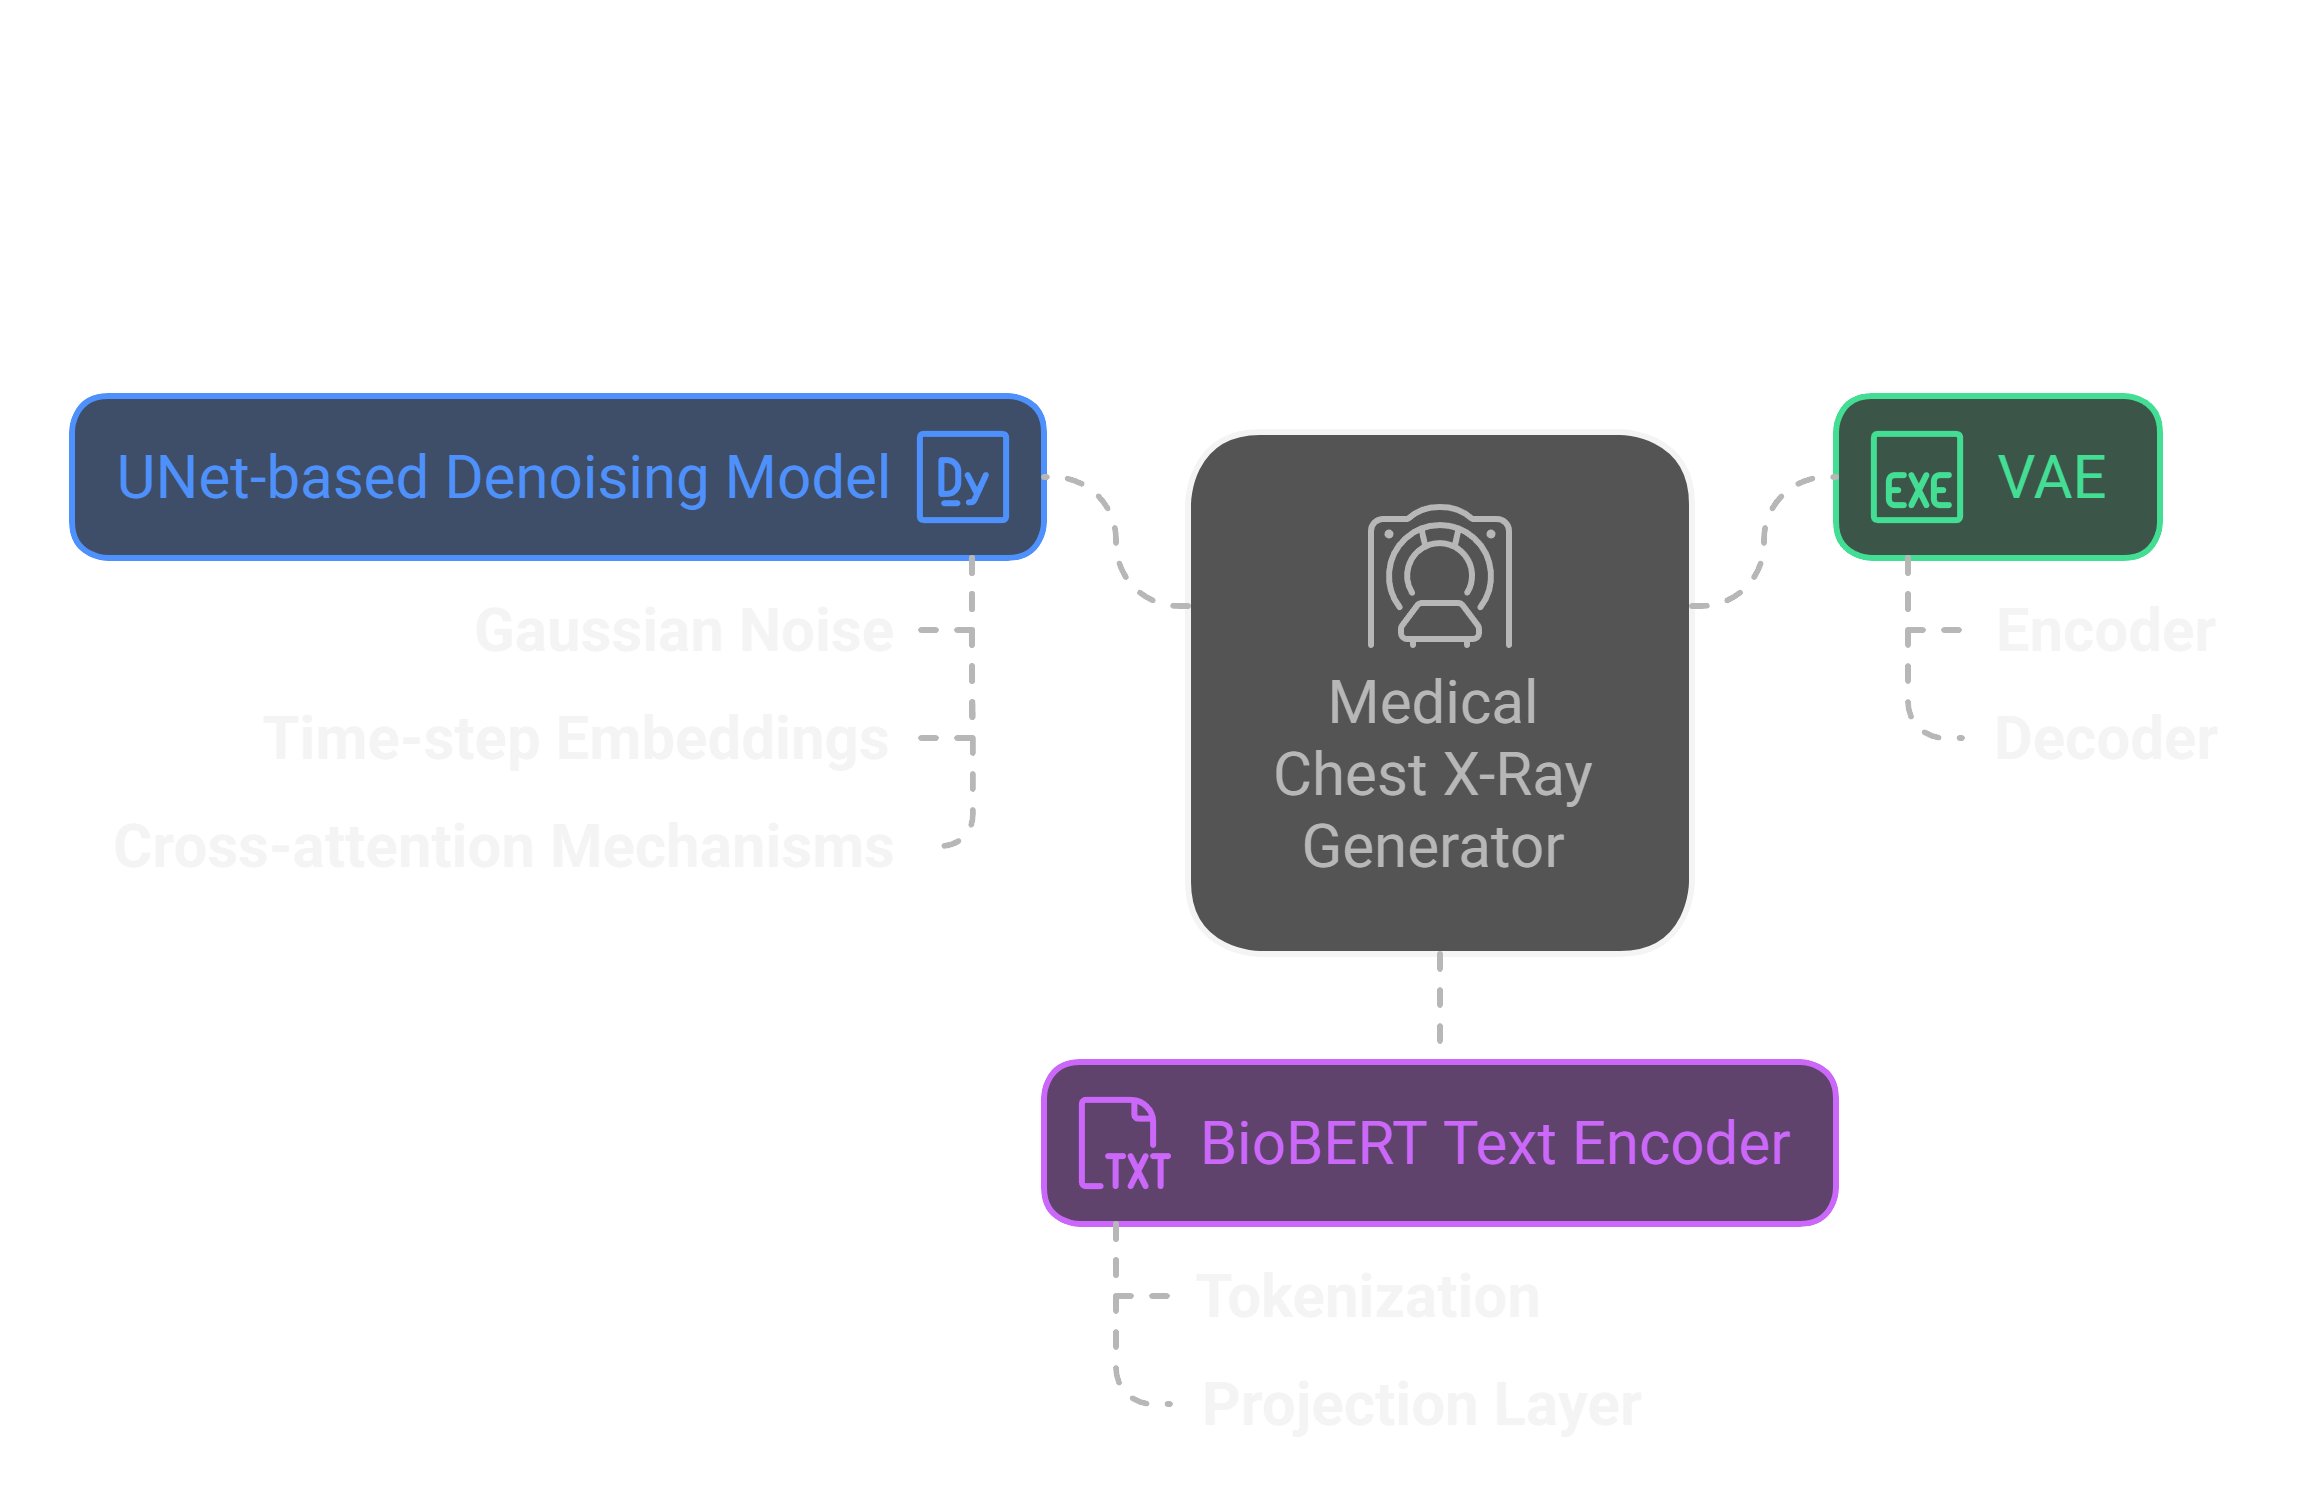 UNet-based Denoising Model
Dy
Gaussian Noise
Time-step Embeddings
Cross-attention Mechanisms
Medical
Chest X-Ray
Generator
EXE
VAE
Encoder
Decoder
TXT
BioBERT Text Encoder
Tokenization
Projection Layer